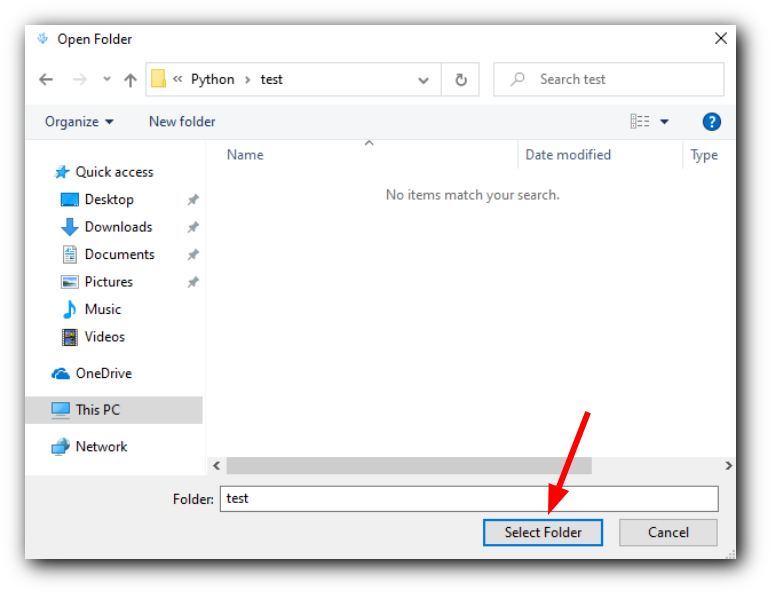 Open Folder
« Python › test
Search test
Organize
New folder
?
Name
Date modified
Type
No items match your search.
Quick access
Desktop
Downloads
Documents
Pictures
Music
Videos
OneDrive
This PC
Network
Folder: test
Select Folder
Cancel